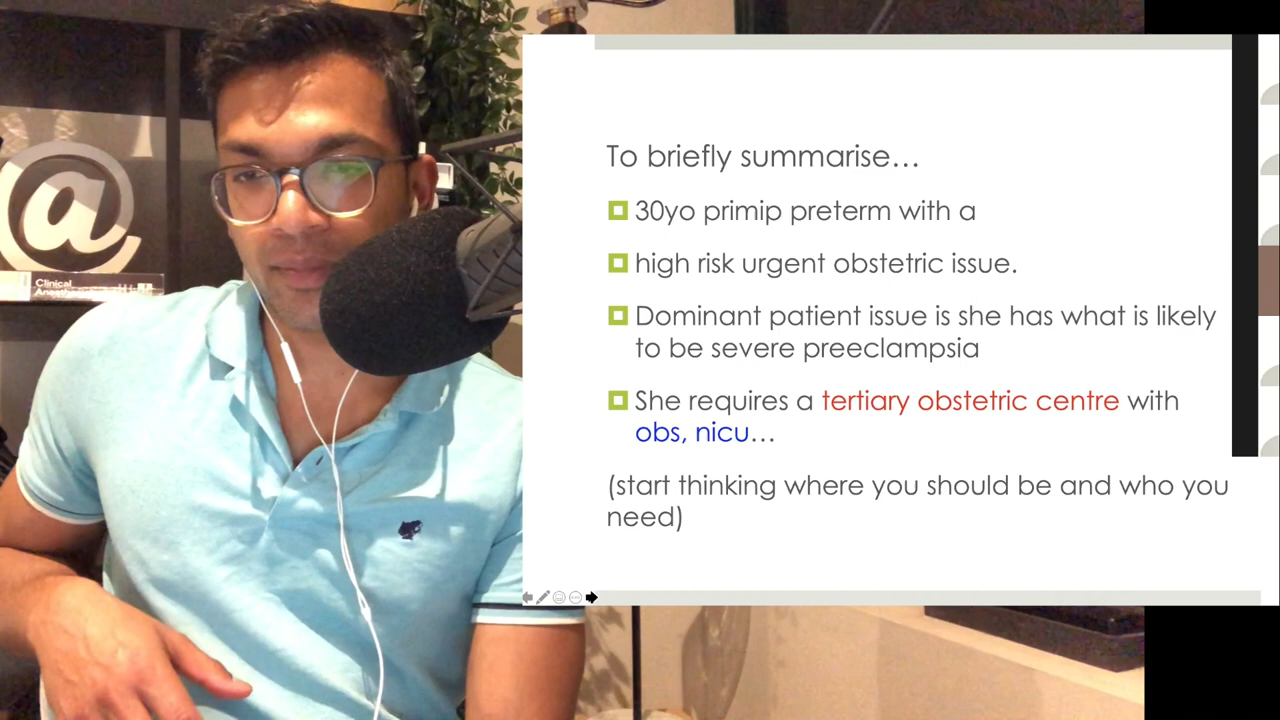 @
Clinical
To briefly summarise…
30yo primip preterm with a
high risk urgent obstetric issue.
Dominant patient issue is she has what is likely
to be severe preeclampsia
She requires a tertiary obstetric centre with
obs, nicu…
(start thinking where you should be and who you
need)